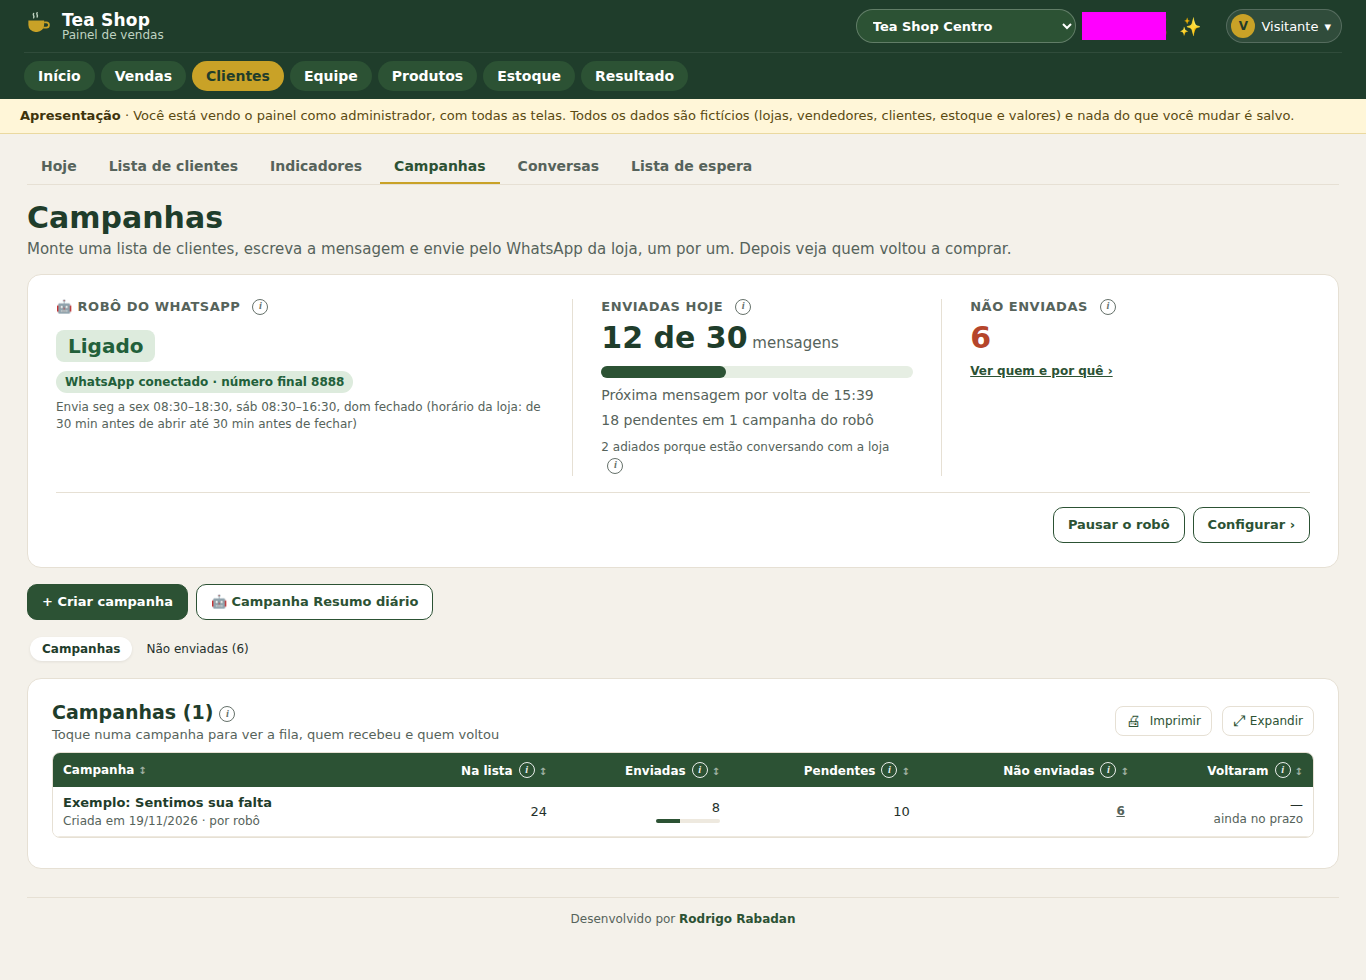 Tea Shop
Painel de vendas
Tea Shop Centro
V Visitante ▾
Início Vendas Clientes Equipe Produtos Estoque Resultado
Apresentação · Você está vendo o painel como administrador, com todas as telas. Todos os dados são fictícios (lojas, vendedores, clientes, estoque e valores) e nada do que você mudar é salvo.
Hoje Lista de clientes Indicadores Campanhas Conversas Lista de espera
Campanhas
Monte uma lista de clientes, escreva a mensagem e envie pelo WhatsApp da loja, um por um. Depois veja quem voltou a comprar.
🤖 ROBÔ DO WHATSAPP i
Ligado
WhatsApp conectado · número final 8888
Envia seg a sex 08:30–18:30, sáb 08:30–16:30, dom fechado (horário da loja: de
30 min antes de abrir até 30 min antes de fechar)
ENVIADAS HOJE i
12 de 30 mensagens
Próxima mensagem por volta de 15:39
18 pendentes em 1 campanha do robô
2 adiados porque estão conversando com a loja
i
NÃO ENVIADAS i
6
Ver quem e por quê ›
Pausar o robô Configurar ›
+ Criar campanha 🤖 Campanha Resumo diário
Campanhas Não enviadas (6)
Campanhas (1) i
Toque numa campanha para ver a fila, quem recebeu e quem voltou
Imprimir Expandir
Campanha ↕ Na lista i ↕ Enviadas i ↕ Pendentes i ↕ Não enviadas i ↕ Voltaram i ↕
Exemplo: Sentimos sua falta 24 8 10 6 —
Criada em 19/11/2026 · por robô ainda no prazo
Desenvolvido por Rodrigo Rabadan